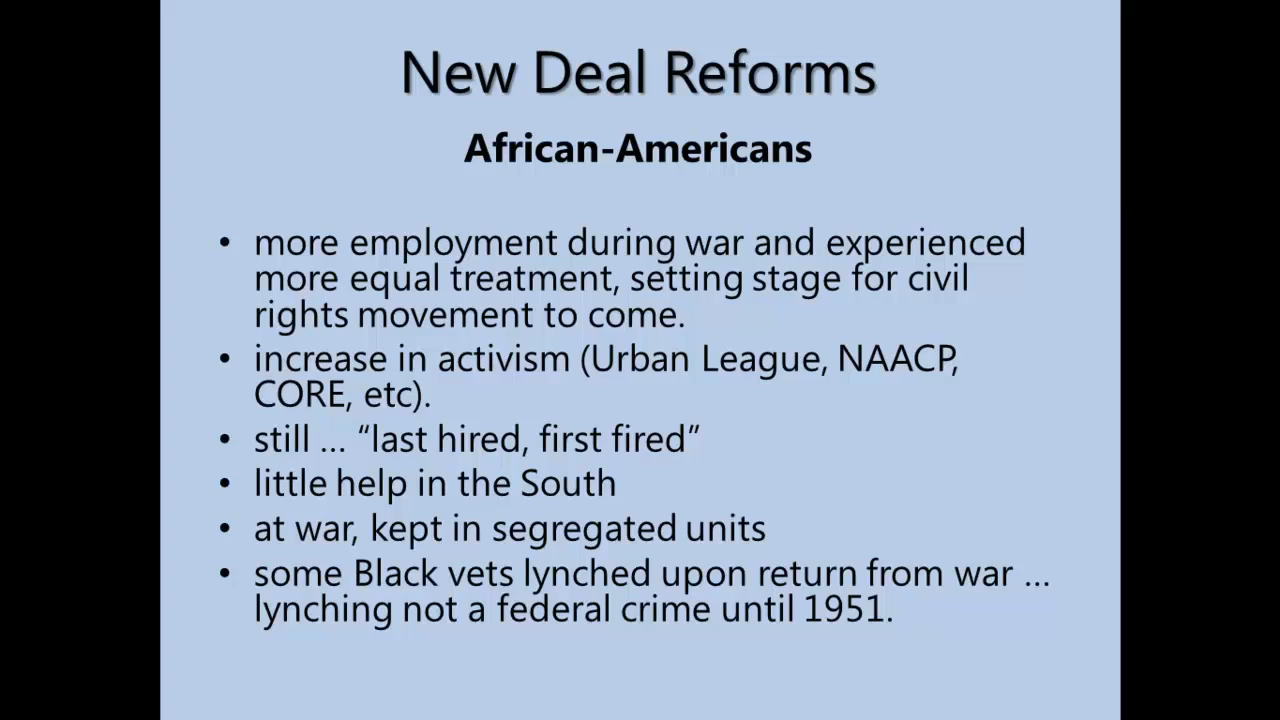 New Deal Reforms
African-Americans
• more employment during war and experienced
more equal treatment, setting stage for civil
rights movement to come.
• increase in activism (Urban League, NAACP,
CORE, etc).
• still … “last hired, first fired”
• little help in the South
• at war, kept in segregated units
• some Black vets lynched upon return from war …
lynching not a federal crime until 1951.